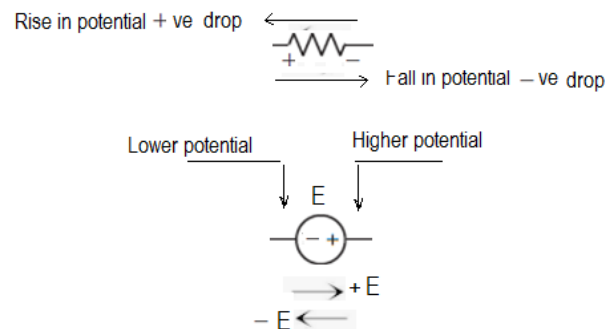 Rise in potential + ve drop
+ −
Fall in potential − ve drop
Lower potential Higher potential
E
− +
+ E
− E